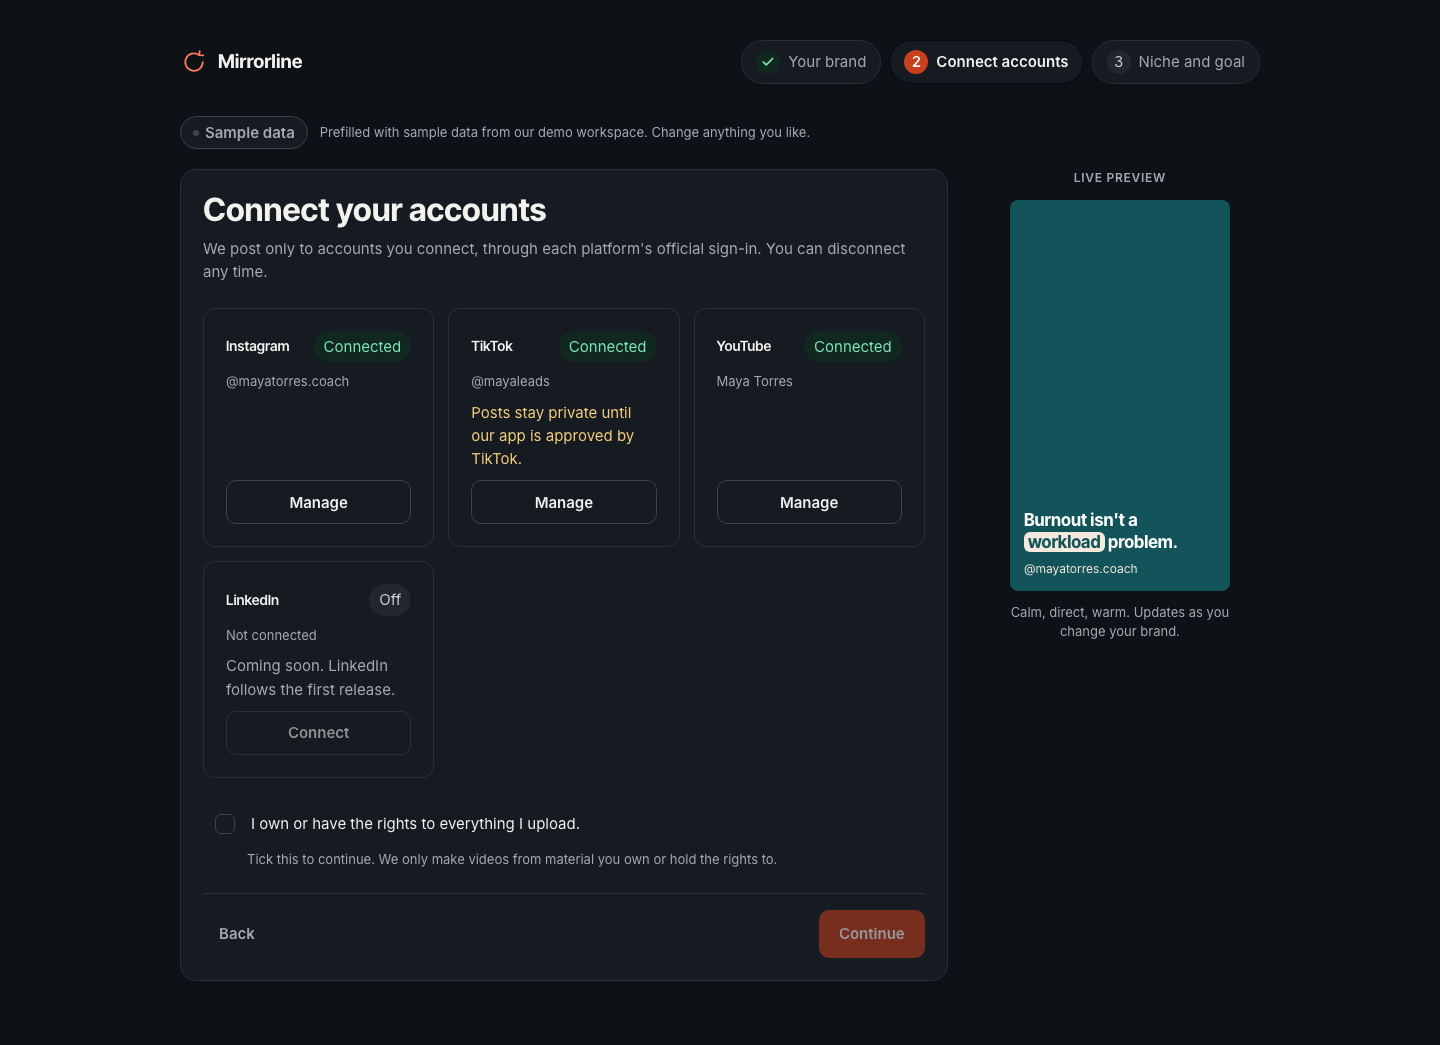 Mirrorline
Your brand
2 Connect accounts
3 Niche and goal
Sample data
Prefilled with sample data from our demo workspace. Change anything you like.
Connect your accounts
We post only to accounts you connect, through each platform's official sign-in. You can disconnect
any time.
Instagram
Connected
@mayatorres.coach
Manage
TikTok
Connected
@mayaleads
Posts stay private until
our app is approved by
TikTok.
Manage
YouTube
Connected
Maya Torres
Manage
LinkedIn
Off
Not connected
Coming soon. LinkedIn
follows the first release.
Connect
I own or have the rights to everything I upload.
Tick this to continue. We only make videos from material you own or hold the rights to.
Back
Continue
LIVE PREVIEW
Burnout isn't a
workload problem.
@mayatorres.coach
Calm, direct, warm. Updates as you
change your brand.